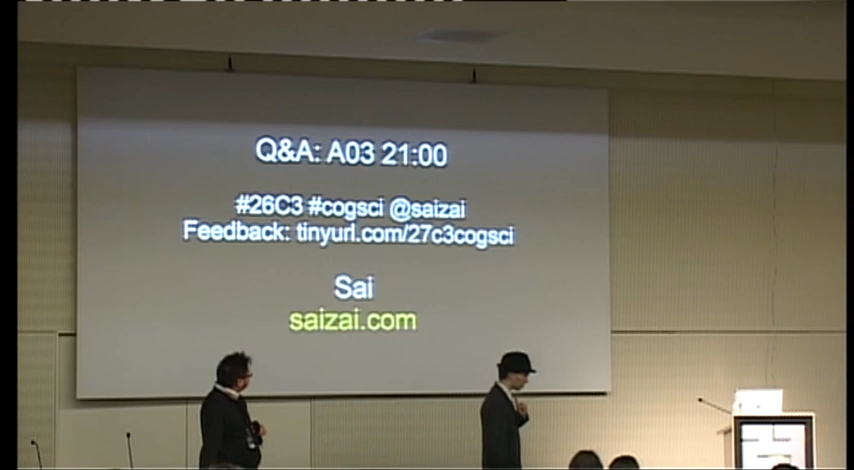 Q&A: A03 21:00
#26C3 #cogsci @saizai
Feedback: tinyurl.com/27c3cogsci
Sai
saizai.com